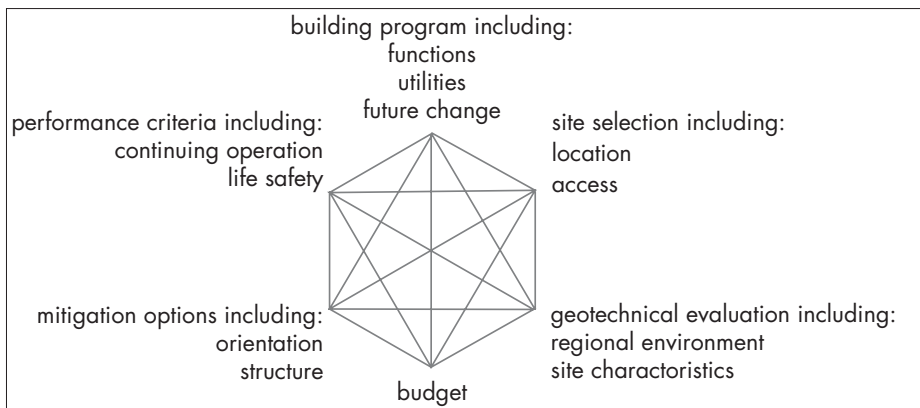 building program including:
functions
utilities
future change
performance criteria including:
continuing operation
life safety
site selection including:
location
access
mitigation options including:
orientation
structure
geotechnical evaluation including:
regional environment
site charactoristics
budget